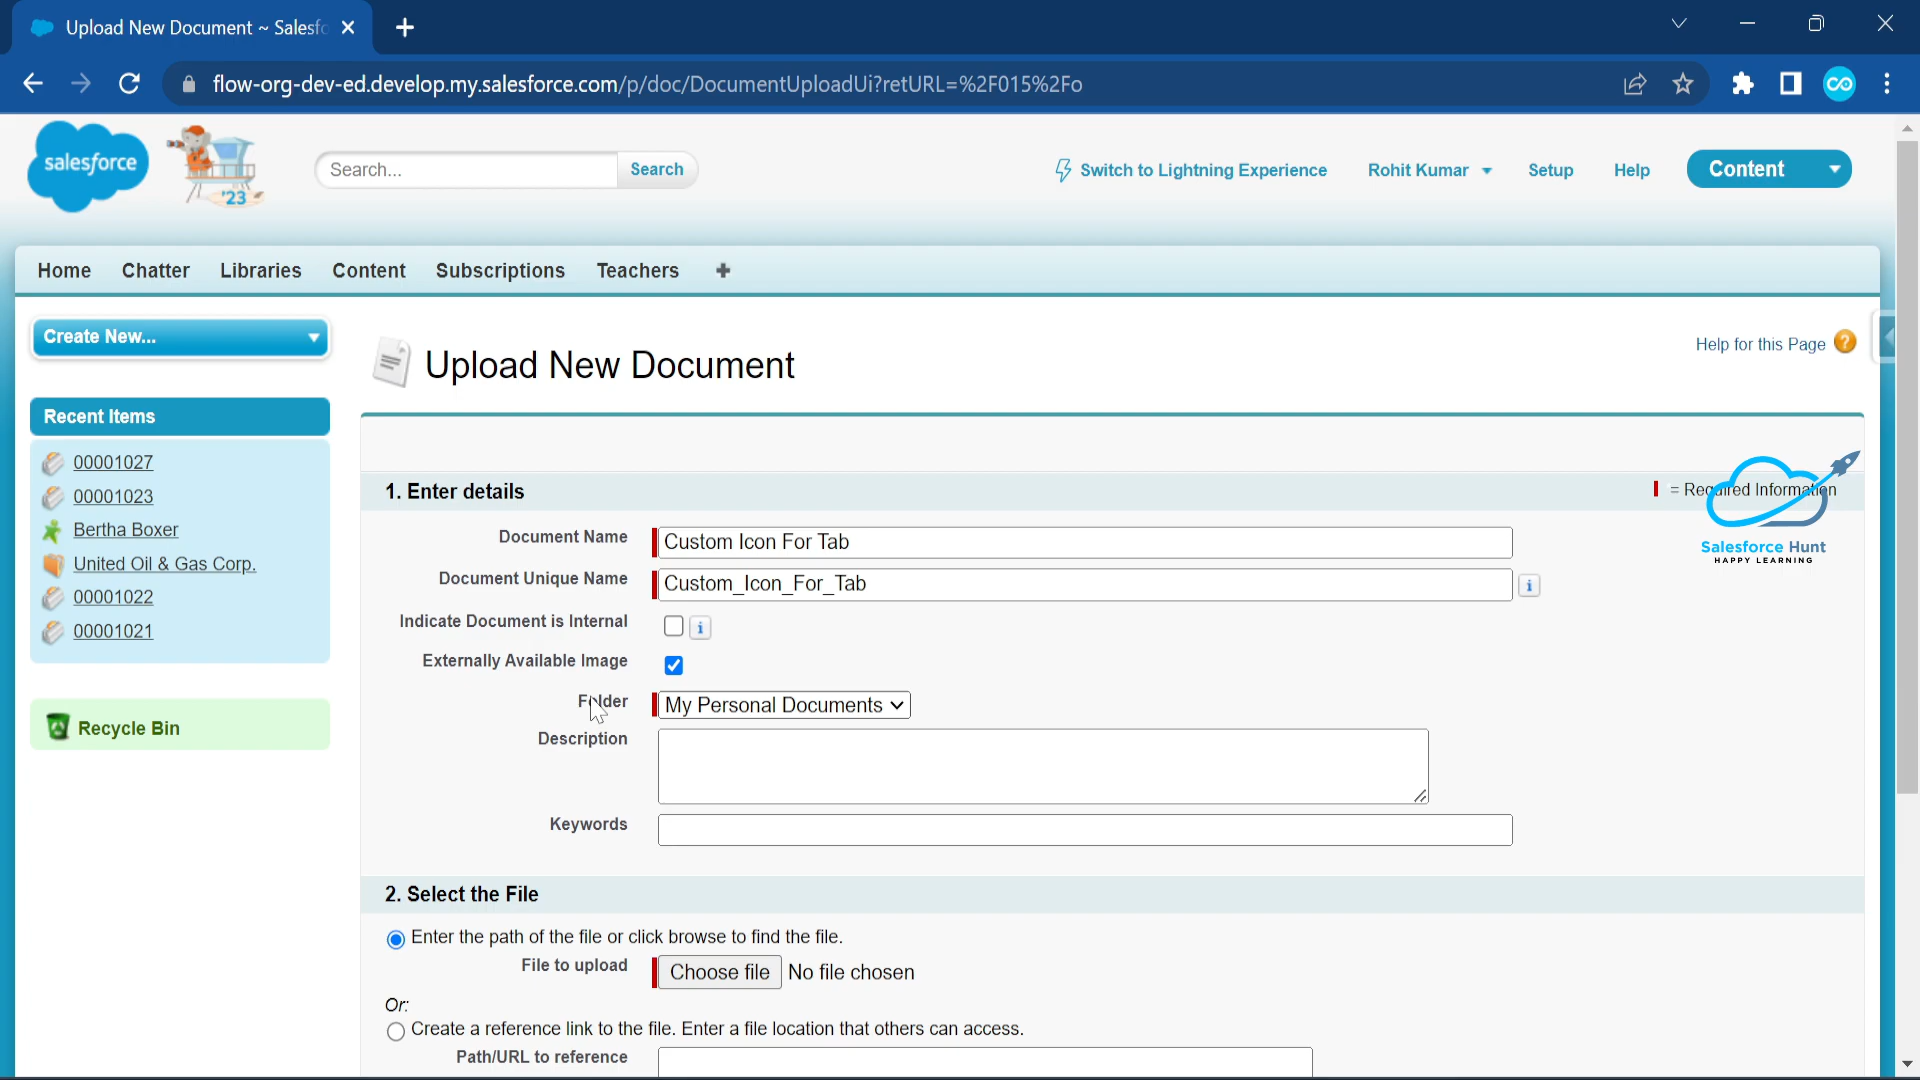 Upload New Document ~ Salesfo
flow-org-dev-ed.develop.my.salesforce.com/p/doc/DocumentUploadUi?retURL=%2F015%2Fo
salesforce
'23
Search...
Search
Switch to Lightning Experience
Rohit Kumar
Setup
Help
Content
Home
Chatter
Libraries
Content
Subscriptions
Teachers
Create New...
Upload New Document
Help for this Page
Recent Items
00001027
00001023
Bertha Boxer
United Oil & Gas Corp.
00001022
00001021
Recycle Bin
1. Enter details
= Required Information
Salesforce Hunt
HAPPY LEARNING
Document Name
Custom Icon For Tab
Document Unique Name
Custom_Icon_For_Tab
Indicate Document is Internal
Externally Available Image
Folder
My Personal Documents
Description
Keywords
2. Select the File
Enter the path of the file or click browse to find the file.
File to upload
Choose file
No file chosen
Or:
Create a reference link to the file. Enter a file location that others can access.
Path/URL to reference